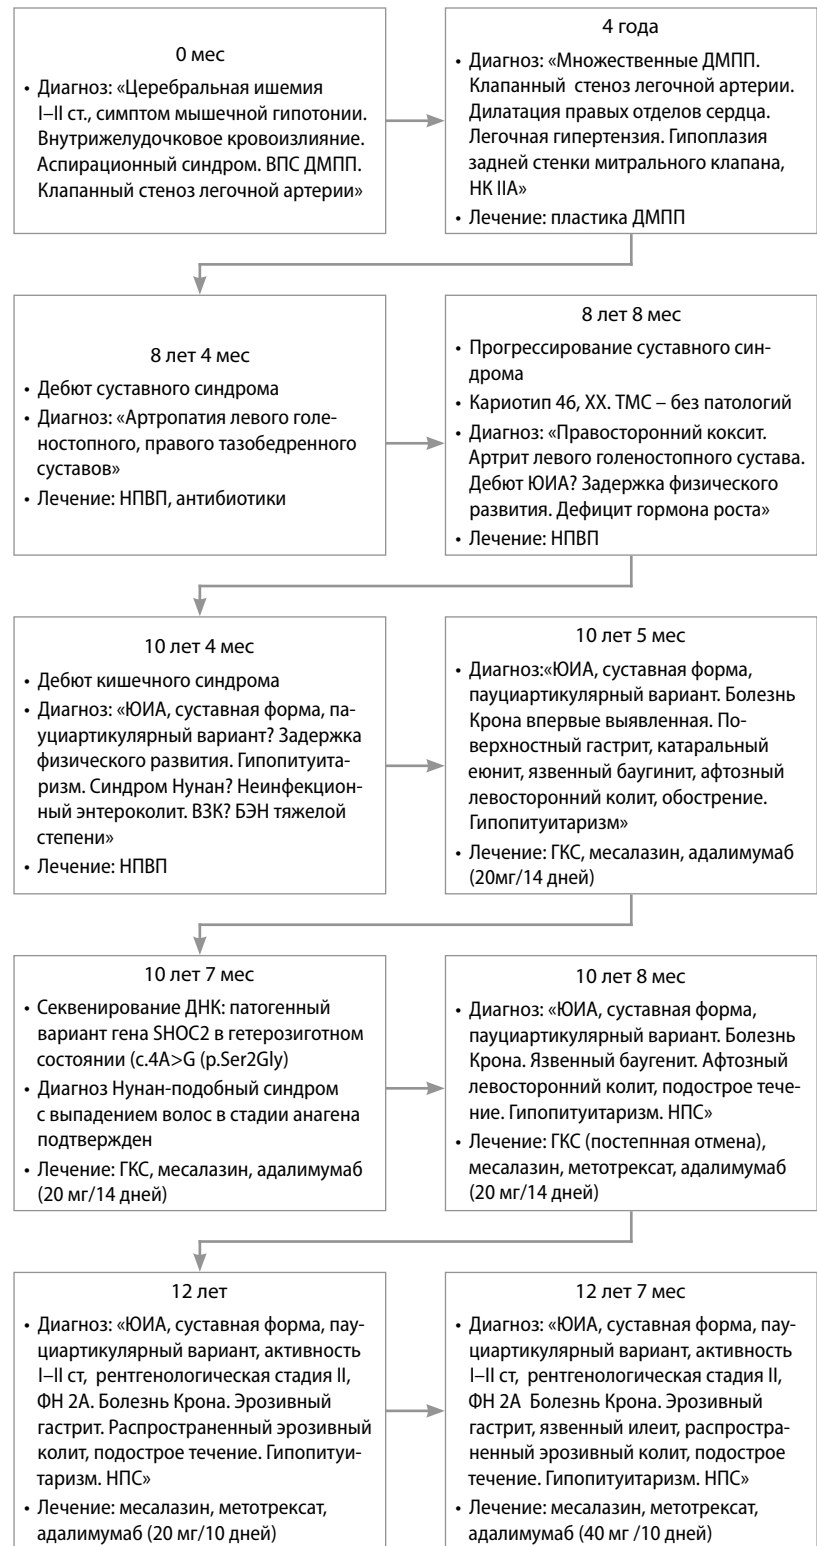 0 мес
• Диагноз: «Церебральная ишемия
I–II ст., симптом мышечной гипотонии.
Внутрижелудочковое кровоизлияние.
Аспирационный синдром. ВПС ДМПП.
Клапанный стеноз легочной артерии»
4 года
• Диагноз: «Множественные ДМПП.
Клапанный стеноз легочной артерии.
Дилатация правых отделов сердца.
Легочная гипертензия. Гипоплазия
задней стенки митрального клапана,
НК IIА»
• Лечение: пластика ДМПП
8 лет 4 мес
• Дебют суставного синдрома
• Диагноз: «Артропатия левого голе-
ностопного, правого тазобедренного
суставов»
• Лечение: НПВП, антибиотики
8 лет 8 мес
• Прогрессирование суставного син-
дрома
• Кариотип 46, XX. ТМС – без патологий
• Диагноз: «Правосторонний коксит.
Артрит левого голеностопного сустава.
Дебют ЮИА? Задержка физического
развития. Дефицит гормона роста»
• Лечение: НПВП
10 лет 4 мес
• Дебют кишечного синдрома
• Диагноз: «ЮИА, суставная форма, па-
уциартикулярный вариант? Задержка
физического развития. Гипопитуита-
ризм. Синдром Нунан? Неинфекцион-
ный энтероколит. ВЗК? БЭН тяжелой
степени»
• Лечение: НПВП
10 лет 5 мес
• Диагноз:«ЮИА, суставная форма,
пауциартикулярный вариант. Болезнь
Крона впервые выявленная. По-
верхностный гастрит, катаральный
еюнит, язвенный баугинит, афтозный
левосторонний колит, обострение.
Гипопитуитаризм»
• Лечение: ГКС, месалазин, адалимумаб
(20мг/14 дней)
10 лет 7 мес
• Секвенирование ДНК: патогенный
вариант гена SHOC2 в гетерозиготном
состоянии (c.4A>G (p.Ser2Gly)
• Диагноз Нунан-подобный синдром
с выпадением волос в стадии анагена
подтвержден
• Лечение: ГКС, месалазин, адалимумаб
(20 мг/14 дней)
10 лет 8 мес
• Диагноз: «ЮИА, суставная форма,
пауциартикулярный вариант. Болезнь
Крона. Язвенный баугенит. Афтозный
левосторонний колит, подострое тече-
ние. Гипопитуитаризм. НПС»
• Лечение: ГКС (постепнная отмена),
месалазин, метотрексат, адалимумаб
(20 мг/14 дней)
12 лет
• Диагноз: «ЮИА, суставная форма, пау-
циартикулярный вариант, активность
I–II ст, рентгенологическая стадия II,
ФН 2А. Болезнь Крона. Эрозивный
гастрит. Распространенный эрозивный
колит, подострое течение. Гипопитуи-
таризм. НПС»
• Лечение: месалазин, метотрексат,
адалимумаб (20 мг/10 дней)
12 лет 7 мес
• Диагноз: «ЮИА, суставная форма, пау-
циартикулярный вариант, активность
I–II ст, рентгенологическая стадия II,
ФН 2А Болезнь Крона. Эрозивный
гастрит, язвенный илеит, распростра-
ненный эрозивный колит, подострое
течение. Гипопитуитаризм. НПС»
• Лечение: месалазин, метотрексат,
адалимумаб (40 мг /10 дней)